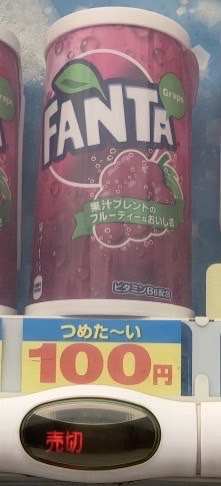 Grape
FANTA
果汁ブレンドの
フルーティーなおいしさ
ビタミンB6配合
つめた〜い
100円
売切